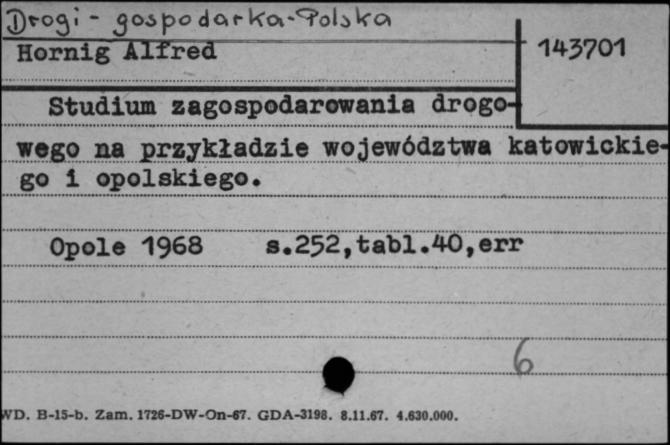 Drogi - gospodarka - Polska
Hornig Alfred
143701
Studium zagospodarowania drogo-
wego na przykładzie województwa katowickie-
go i opolskiego.
Opole 1968 s.252,tabl.40,err
6
WD. B-15-b. Zam. 1726-DW-On-67. GDA-3198. 8.11.67. 4.630.000.